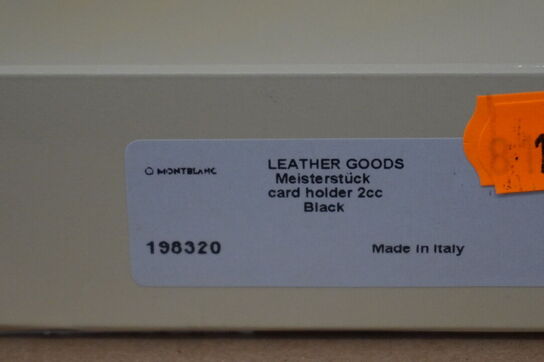 MONTBLANC
LEATHER GOODS
Meisterstück
card holder 2cc
Black
198320
Made in Italy